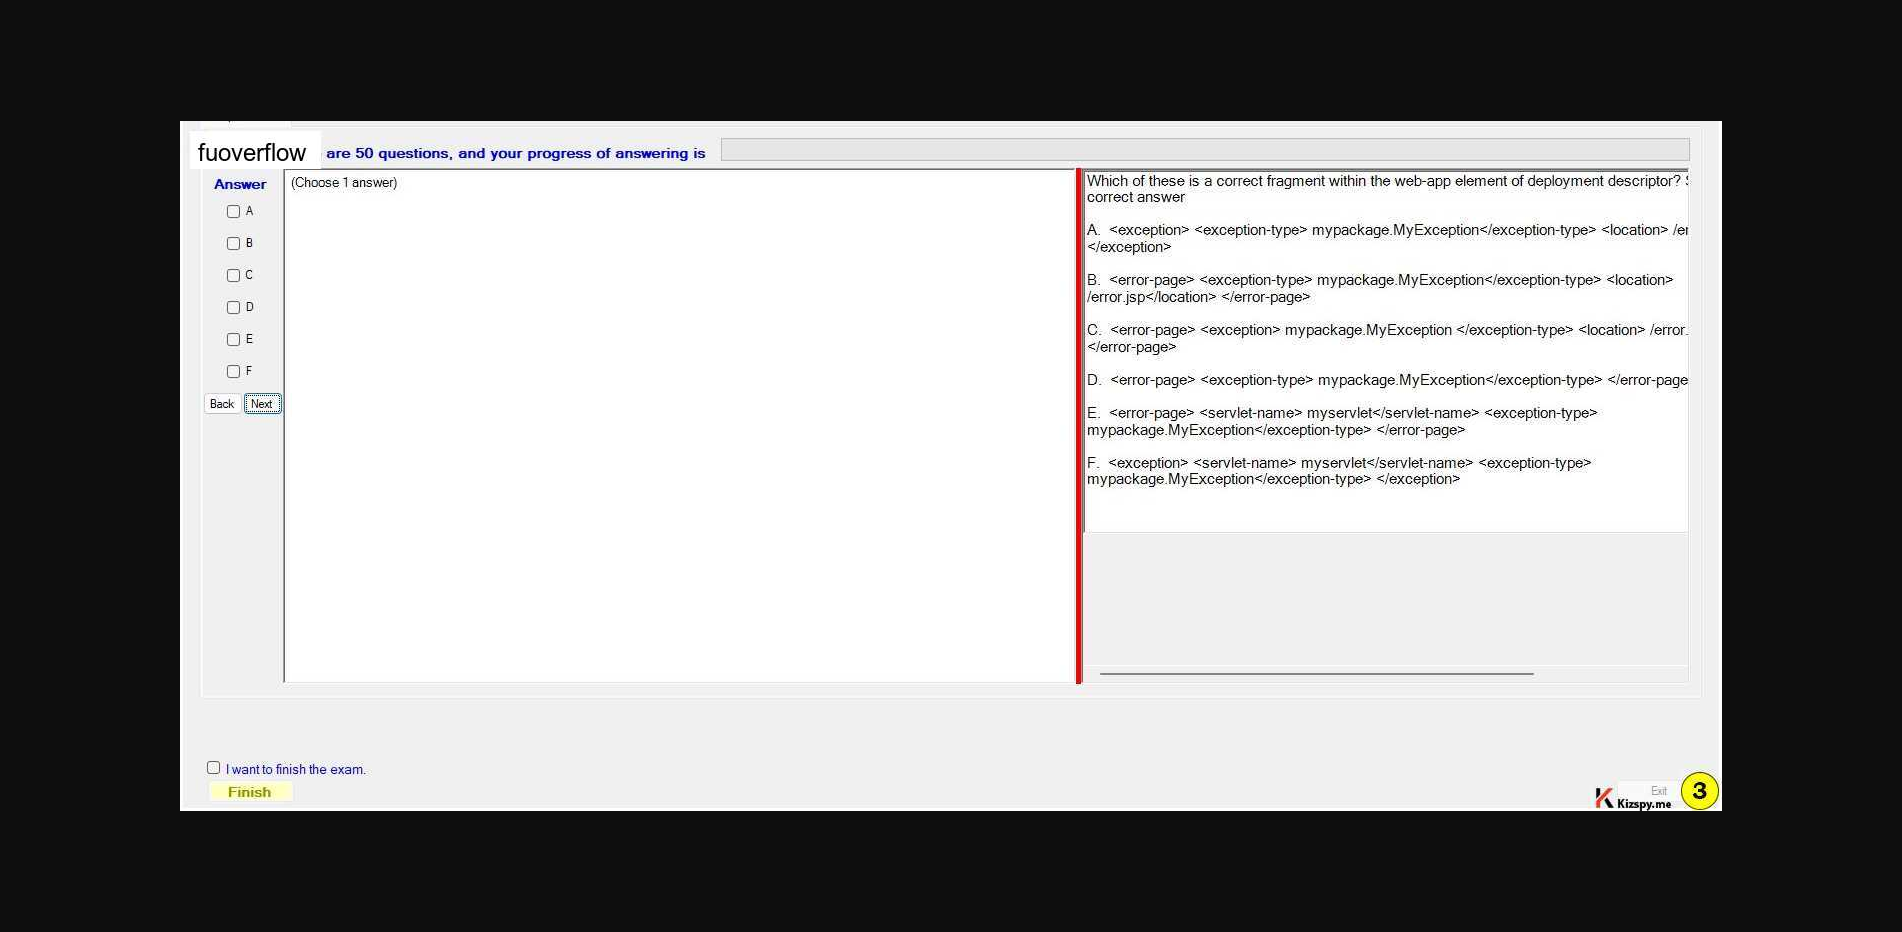 fuoverflow are 50 questions, and your progress of answering is
Answer
(Choose 1 answer)
A
B
C
D
E
F
Back Next
Which of these is a correct fragment within the web-app element of deployment descriptor?
correct answer
A. <exception> <exception-type> mypackage.MyException</exception-type> <location>
</exception>
B. <error-page> <exception-type> mypackage.MyException</exception-type> <location>
/error.jsp</location> </error-page>
C. <error-page> <exception> mypackage.MyException </exception-type> <location> /error.
</error-page>
D. <error-page> <exception-type> mypackage.MyException</exception-type> </error-page
E. <error-page> <servlet-name> myservlet</servlet-name> <exception-type>
mypackage.MyException</exception-type> </error-page>
F. <exception> <servlet-name> myservlet</servlet-name> <exception-type>
mypackage.MyException</exception-type> </exception>
I want to finish the exam.
Finish
Exit
Kizspy.me
3